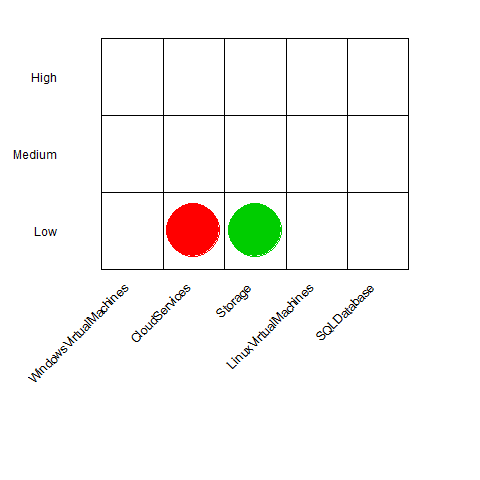 High
Medium
Low
WindowsVirtualMachines
CloudServices
Storage
LinuxVirtualMachines
SQLDatabase